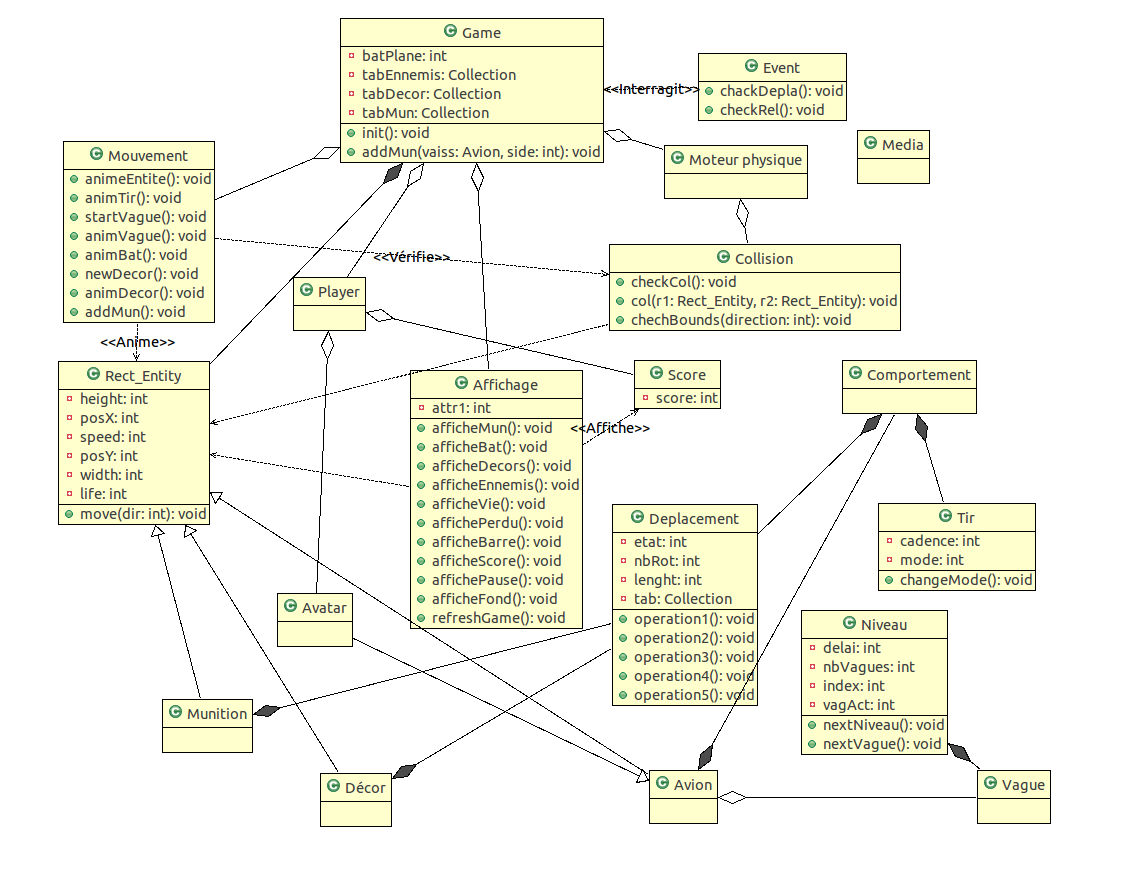 Game
batPlane: int
tabEnnemis: Collection
tabDecor: Collection
tabMun: Collection
init(): void
addMun(vaiss: Avion, side: int): void
<<Interragit>>
Event
chackDepla(): void
checkRel(): void
Media
Moteur physique
Mouvement
animeEntite(): void
animTir(): void
startVague(): void
animVague(): void
animBat(): void
newDecor(): void
animDecor(): void
addMun(): void
<<Vérifie>>
Collision
checkCol(): void
col(r1: Rect_Entity, r2: Rect_Entity): void
chechBounds(direction: int): void
Player
<<Anime>>
Rect_Entity
height: int
posX: int
speed: int
posY: int
width: int
life: int
move(dir: int): void
Affichage
attr1: int
afficheMun(): void
afficheBat(): void
afficheDecors(): void
afficheEnnemis(): void
afficheVie(): void
affichePerdu(): void
afficheBarre(): void
afficheScore(): void
affichePause(): void
afficheFond(): void
refreshGame(): void
Score
score: int
<<Affiche>>
Comportement
Deplacement
etat: int
nbRot: int
lenght: int
tab: Collection
operation1(): void
operation2(): void
operation3(): void
operation4(): void
operation5(): void
Tir
cadence: int
mode: int
changeMode(): void
Avatar
Niveau
delai: int
nbVagues: int
index: int
vagAct: int
nextNiveau(): void
nextVague(): void
Munition
Décor
Avion
Vague